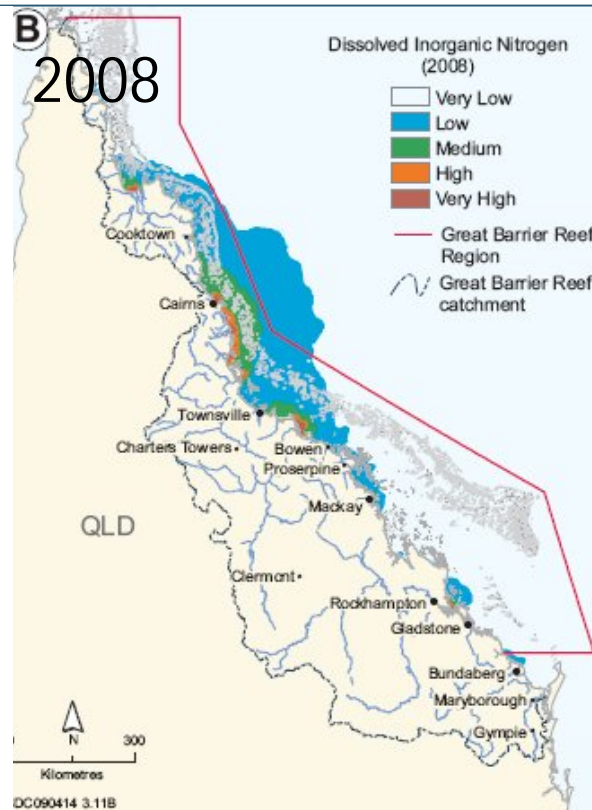 B
2008
Dissolved Inorganic Nitrogen
(2008)
Very Low
Low
Medium
High
Very High
Great Barrier Reef
Region
Great Barrier Reef
catchment
Cooktown
Cairns
Townsville
Charters Towers
Bowen
Proserpine
Mackay
QLD
Clermont
Rockhampton
Gladstone
Bundaberg
Maryborough
Gympie
N
300
Kilometres
DC090414 3.11B